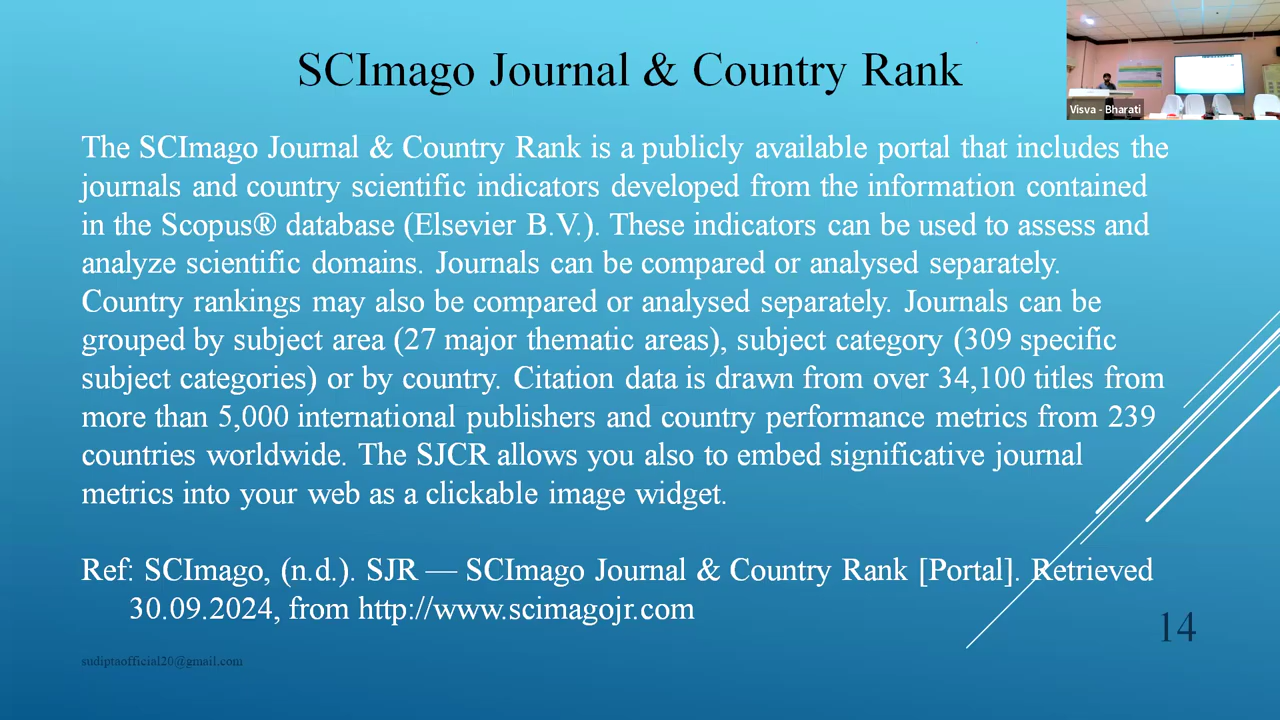 SCImago Journal & Country Rank
Visva - Bharati
The SCImago Journal & Country Rank is a publicly available portal that includes the
journals and country scientific indicators developed from the information contained
in the Scopus® database (Elsevier B.V.). These indicators can be used to assess and
analyze scientific domains. Journals can be compared or analysed separately.
Country rankings may also be compared or analysed separately. Journals can be
grouped by subject area (27 major thematic areas), subject category (309 specific
subject categories) or by country. Citation data is drawn from over 34,100 titles from
more than 5,000 international publishers and country performance metrics from 239
countries worldwide. The SJCR allows you also to embed significative journal
metrics into your web as a clickable image widget.
Ref: SCImago, (n.d.). SJR — SCImago Journal & Country Rank [Portal]. Retrieved
30.09.2024, from http://www.scimagojr.com
14
sudiptaofficial20@gmail.com